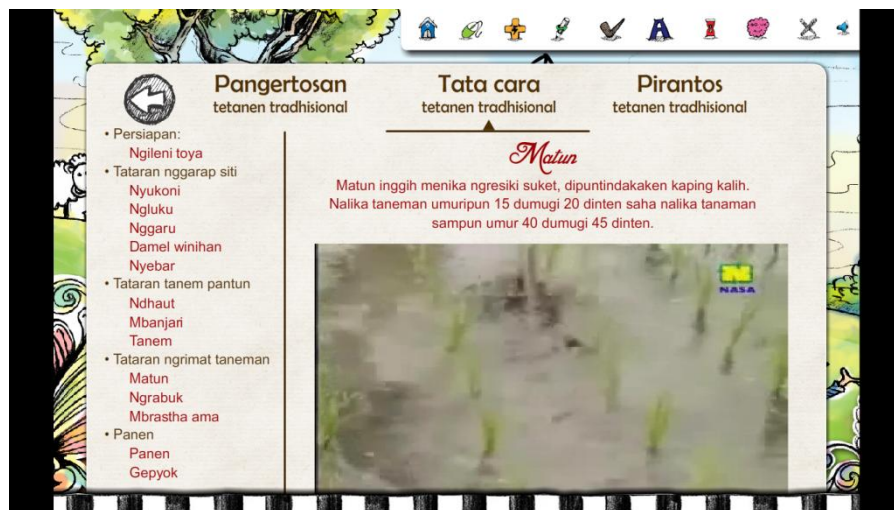 Pangertosan
tetanen tradhisional
Tata cara
tetanen tradhisional
Pirantos
tetanen tradhisional
• Persiapan:
Ngileni toya
• Tataran nggarap siti
Nyukoni
Ngluku
Nggaru
Damel winihan
Nyebar
• Tataran tanem pantun
Ndhaut
Mbanjari
Tanem
• Tataran ngrimat taneman
Matun
Ngrabuk
Mbrastha ama
• Panen
Panen
Gepyok
Matun
Matun inggih menika ngresiki suket, dipuntindakaken kaping kalih.
Nalika taneman umuripun 15 dumugi 20 dinten saha nalika tanaman
sampun umur 40 dumugi 45 dinten.
NASA